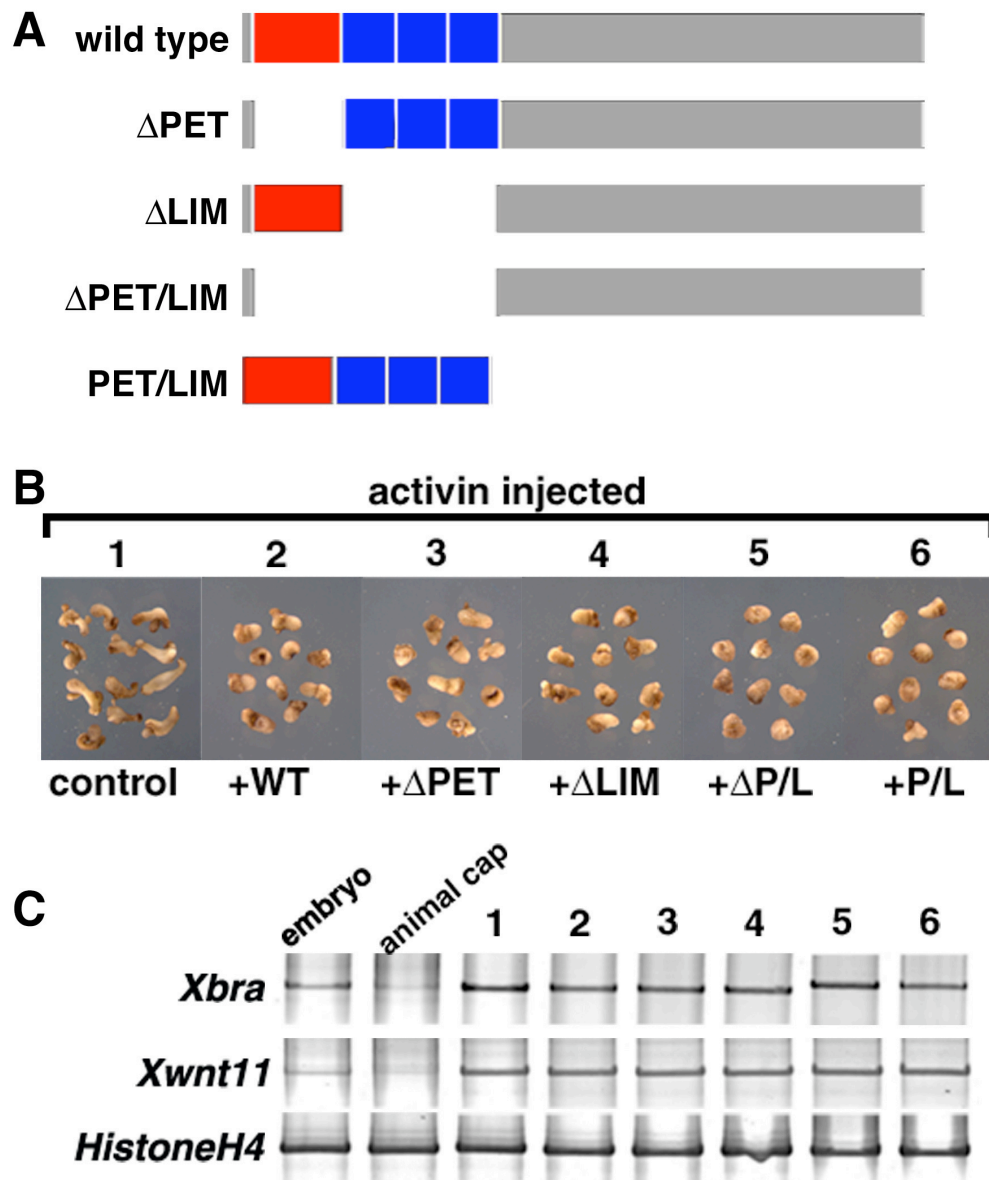 A
wild type
ΔPET
ΔLIM
ΔPET/LIM
PET/LIM
B
activin injected
1 2 3 4 5 6
control +WT +ΔPET +ΔLIM +ΔP/L +P/L
C
embryo animal cap 1 2 3 4 5 6
Xbra
Xwnt11
HistoneH4